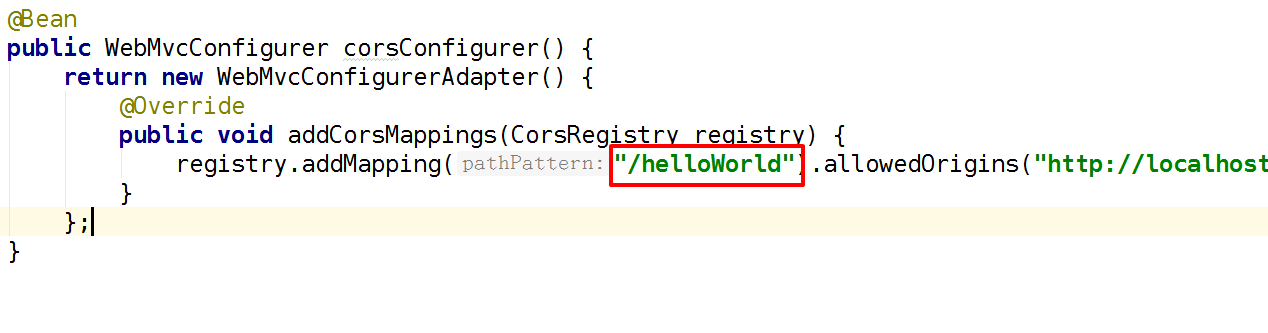 @Bean
public WebMvcConfigurer corsConfigurer() {
return new WebMvcConfigurerAdapter() {
@Override
public void addCorsMappings(CorsRegistry registry) {
registry.addMapping( pathPattern: "/helloWorld").allowedOrigins("http://localhost
}
};
}